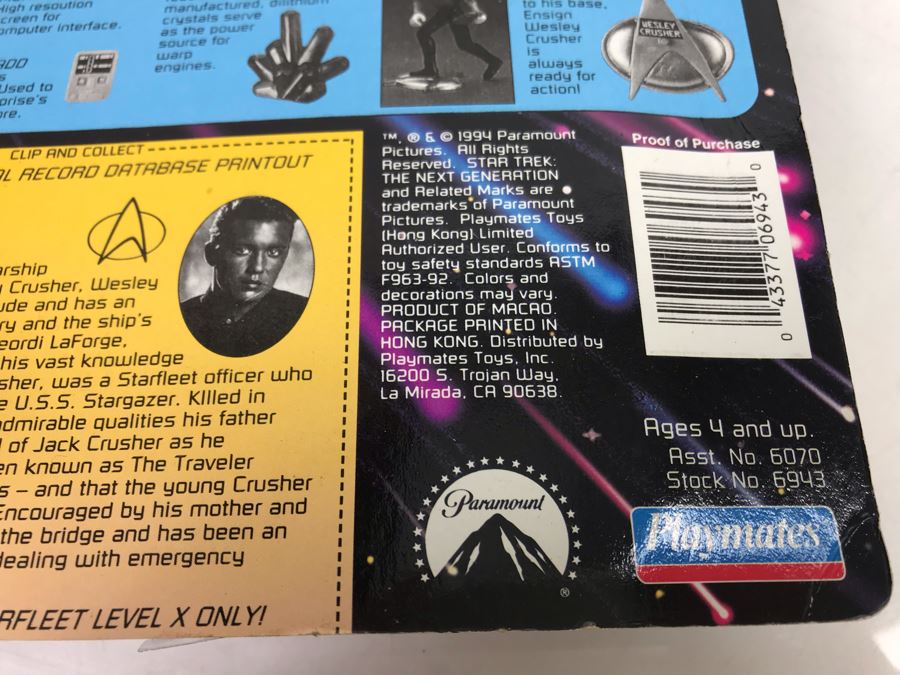 High resolution
screen for
computer interface.
Used to
manufactured, dilithium
crystals serve
as the power
source for
warp
engines.
to his base,
Ensign
Wesley
Crusher
is
always
ready for
action!
WESLEY
CRUSHER
CLIP AND COLLECT
RECORD DATABASE PRINTOUT
Crusher, Wesley
and has an
and the ship's
LaForge,
his vast knowledge
was a Starfleet officer who
U.S.S. Stargazer. KIlled in
admirable qualities his father
of Jack Crusher as he
known as The Traveler
– and that the young Crusher
Encouraged by his mother and
the bridge and has been an
dealing with emergency
LEVEL X ONLY!
™, ® & © 1994 Paramount
Pictures. All Rights
Reserved. STAR TREK:
THE NEXT GENERATION
and Related Marks are
trademarks of Paramount
Pictures. Playmates Toys
(Hong Kong) Limited
Authorized User. Conforms to
toy safety standards ASTM
F963-92. Colors and
decorations may vary.
PRODUCT OF MACAO.
PACKAGE PRINTED IN
HONG KONG. Distributed by
Playmates Toys, Inc.
16200 S. Trojan Way,
La Mirada, CA 90638.
Paramount
®
Proof of Purchase
0 43377 06943 0
Ages 4 and up.
Asst. No. 6070
Stock No. 6943
Playmates